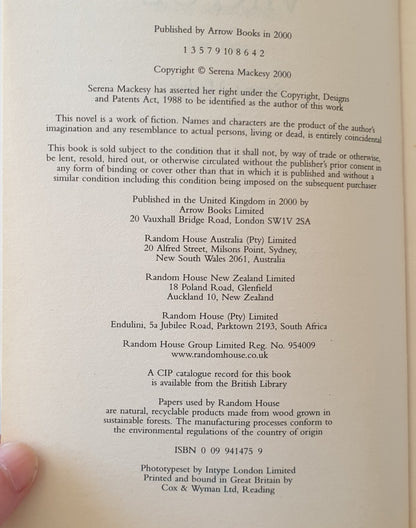 Published by Arrow Books in 2000
1 3 5 7 9 10 8 6 4 2
Copyright © Serena Mackesy 2000
Serena Mackesy has asserted her right under the Copyright, Designs
and Patents Act, 1988 to be identified as the author of this work
This novel is a work of fiction. Names and characters are the product of the author's
imagination and any resemblance to actual persons, living or dead, is entirely coincidental
This book is sold subject to the condition that it shall not, by way of trade or otherwise,
be lent, resold, hired out, or otherwise circulated without the publisher's prior consent in
any form of binding or cover other than that in which it is published and without a
similar condition including this condition being imposed on the subsequent purchaser
Published in the United Kingdom in 2000 by
Arrow Books Limited
20 Vauxhall Bridge Road, London SW1V 2SA
Random House Australia (Pty) Limited
20 Alfred Street, Milsons Point, Sydney,
New South Wales 2061, Australia
Random House New Zealand Limited
18 Poland Road, Glenfield
Auckland 10, New Zealand
Random House (Pty) Limited
Endulini, 5a Jubilee Road, Parktown 2193, South Africa
Random House Group Limited Reg. No. 954009
www.randomhouse.co.uk
A CIP catalogue record for this book
is available from the British Library
Papers used by Random House
are natural, recyclable products made from wood grown in
sustainable forests. The manufacturing processes conform to
the environmental regulations of the country of origin
ISBN 0 09 941475 9
Phototypeset by Intype London Limited
Printed and bound in Great Britain by
Cox & Wyman Ltd, Reading